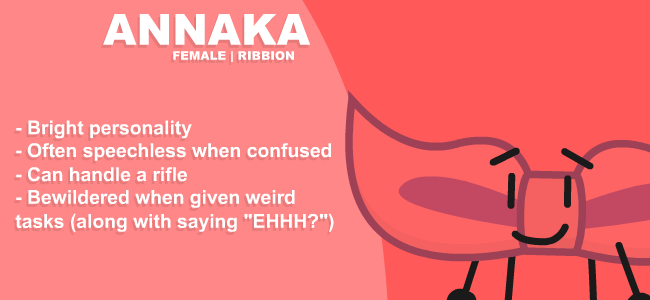 ANNAKA
FEMALE | RIBBION
- Bright personality
- Often speechless when confused
- Can handle a rifle
- Bewildered when given weird
tasks (along with saying "EHHH?")